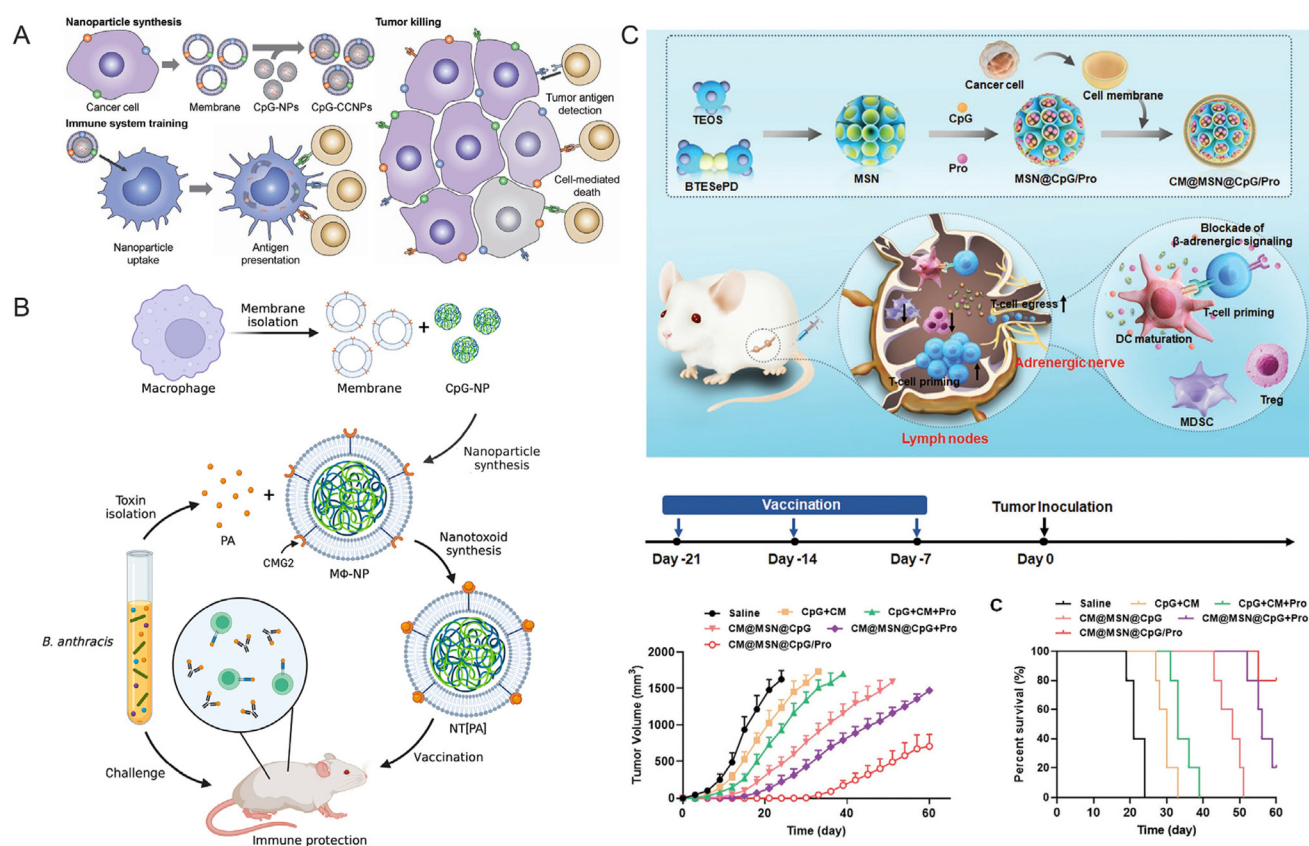 A
Nanoparticle synthesis
Cancer cell
Membrane
CpG-NPs
CpG-CCNPs
Immune system training
Nanoparticle
uptake
Antigen
presentation
Tumor killing
Tumor antigen
detection
Cell-mediated
death
B
Macrophage
Membrane
isolation
Membrane
+
CpG-NP
Nanoparticle
synthesis
Toxin
isolation
PA
+
CMG2
MΦ-NP
Nanotoxoid
synthesis
B. anthracis
NT[PA]
Challenge
Vaccination
Immune protection
C
TEOS
BTESePD
MSN
CpG
Pro
Cancer cell
Cell membrane
MSN@CpG/Pro
CM@MSN@CpG/Pro
T-cell egress
Adrenergic nerve
T-cell priming
Lymph nodes
Blockade of
β-adrenergic signaling
T-cell priming
DC maturation
Treg
MDSC
Vaccination
Tumor Inoculation
Day -21
Day -14
Day -7
Day 0
Saline
CpG+CM
CpG+CM+Pro
CM@MSN@CpG
CM@MSN@CpG+Pro
CM@MSN@CpG/Pro
Tumor Volume (mm³)
2000
1600
1200
800
500
0
0
20
40
60
Time (day)
C
Saline
CpG+CM
CpG+CM+Pro
CM@MSN@CpG
CM@MSN@CpG+Pro
CM@MSN@CpG/Pro
Percent survival (%)
100
80
60
40
20
0
0
10
20
30
40
50
60
Time (day)